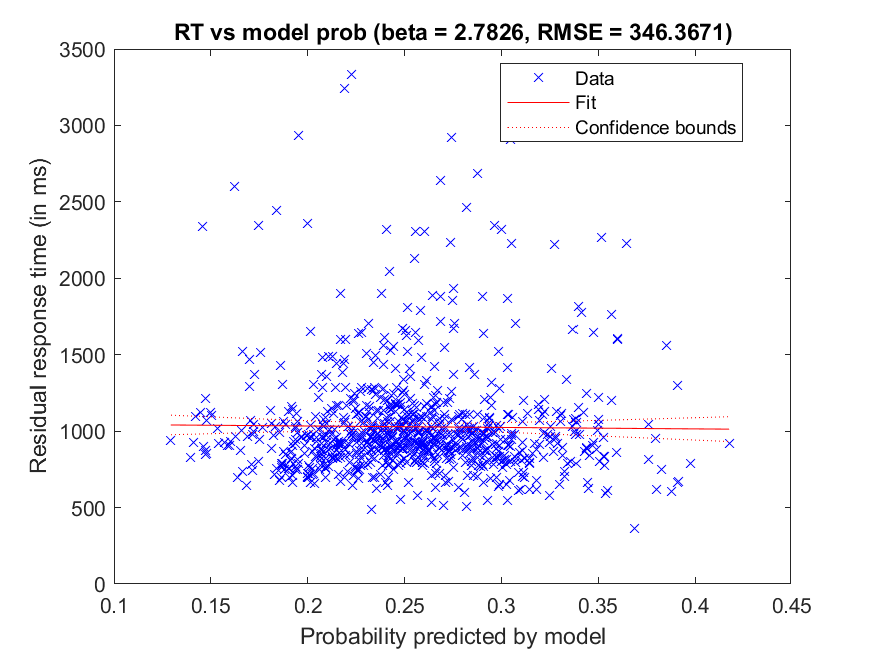 RT vs model prob (beta = 2.7826, RMSE = 346.3671)
3500
3000
2500
2000
1500
1000
500
0
Residual response time (in ms)
Data
Fit
Confidence bounds
0.1 0.15 0.2 0.25 0.3 0.35 0.4 0.45
Probability predicted by model